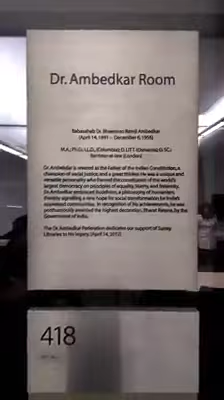 Dr. Ambedkar Room
Babasaheb Dr. Bhimrao Ramji Ambedkar
(April 14, 1891 - December 6, 1956)
M.A.; Ph.D.; LL.D., (Columbia); D.LITT (Osmania); D.SC.;
Barrister-at-law (London)
Dr. Ambedkar is revered as the Father of the Indian Constitution, a
champion of social justice, and a great thinker. He was a unique and
versatile personality who framed the constitution of the world's
largest democracy on principles of equality, liberty, and fraternity.
Dr. Ambedkar embraced Buddhism, a philosophy of humanism,
thereby signalling a new hope for social transformation for India's
oppressed communities. In recognition of his achievements, he was
posthumously awarded the highest decoration, Bharat Ratana, by the
Government of India.
The Dr. Ambedkar Federation dedicates our support of Surrey
Libraries to his legacy. (April 14, )
418